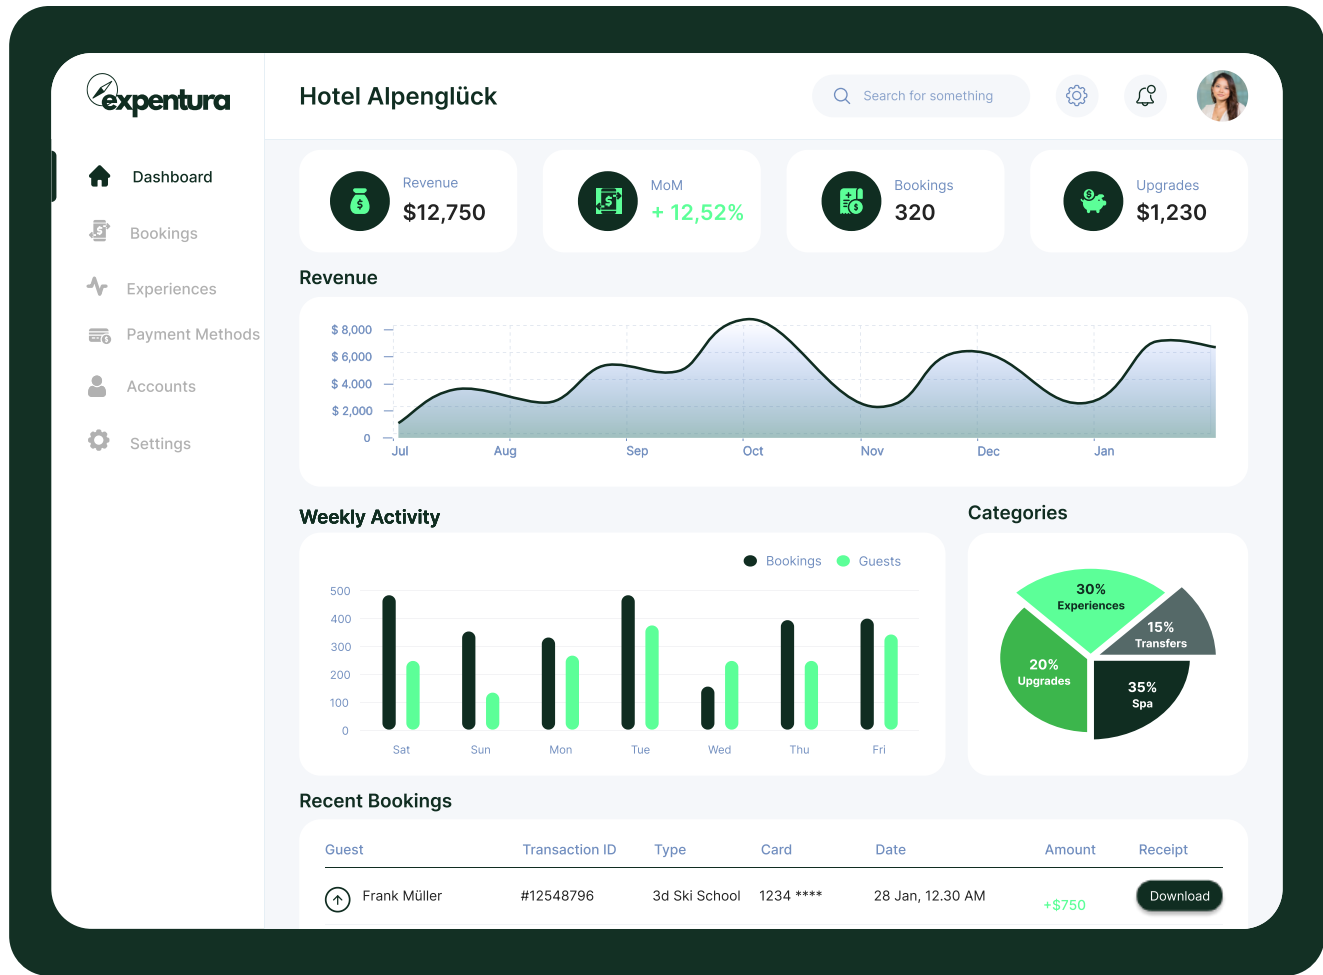 expentura
Hotel Alpenglück
Search for something
Dashboard
Bookings
Experiences
Payment Methods
Accounts
Settings
Revenue
$12,750
MoM
+ 12,52%
Bookings
320
Upgrades
$1,230
Revenue
$ 8,000
$ 6,000
$ 4.000
$ 2,000
0
Jul Aug Sep Oct Nov Dec Jan
Weekly Activity
Bookings Guests
500
400
300
200
100
0
Sat Sun Mon Tue Wed Thu Fri
Categories
30%
Experiences
15%
Transfers
20%
Upgrades
35%
Spa
Recent Bookings
Guest Transaction ID Type Card Date Amount Receipt
Frank Müller #12548796 3d Ski School 1234 **** 28 Jan, 12.30 AM +$750 Download